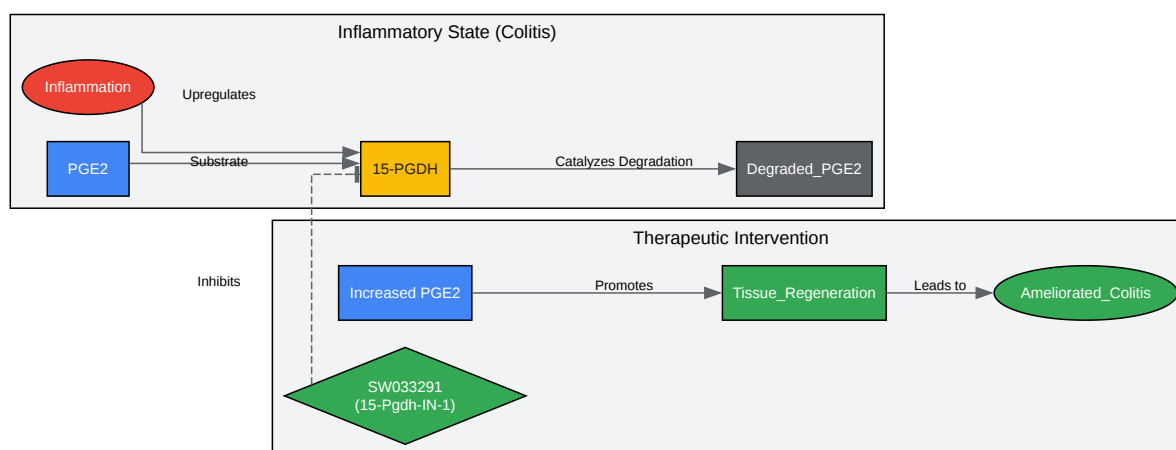 Inflammatory State (Colitis)
Inflammation
Upregulates
PGE2
Substrate
15-PGDH
Catalyzes Degradation
Degraded_PGE2
Therapeutic Intervention
Inhibits
Increased PGE2
Promotes
Tissue_Regeneration
Leads to
Ameliorated_Colitis
SW033291
(15-Pgdh-IN-1)